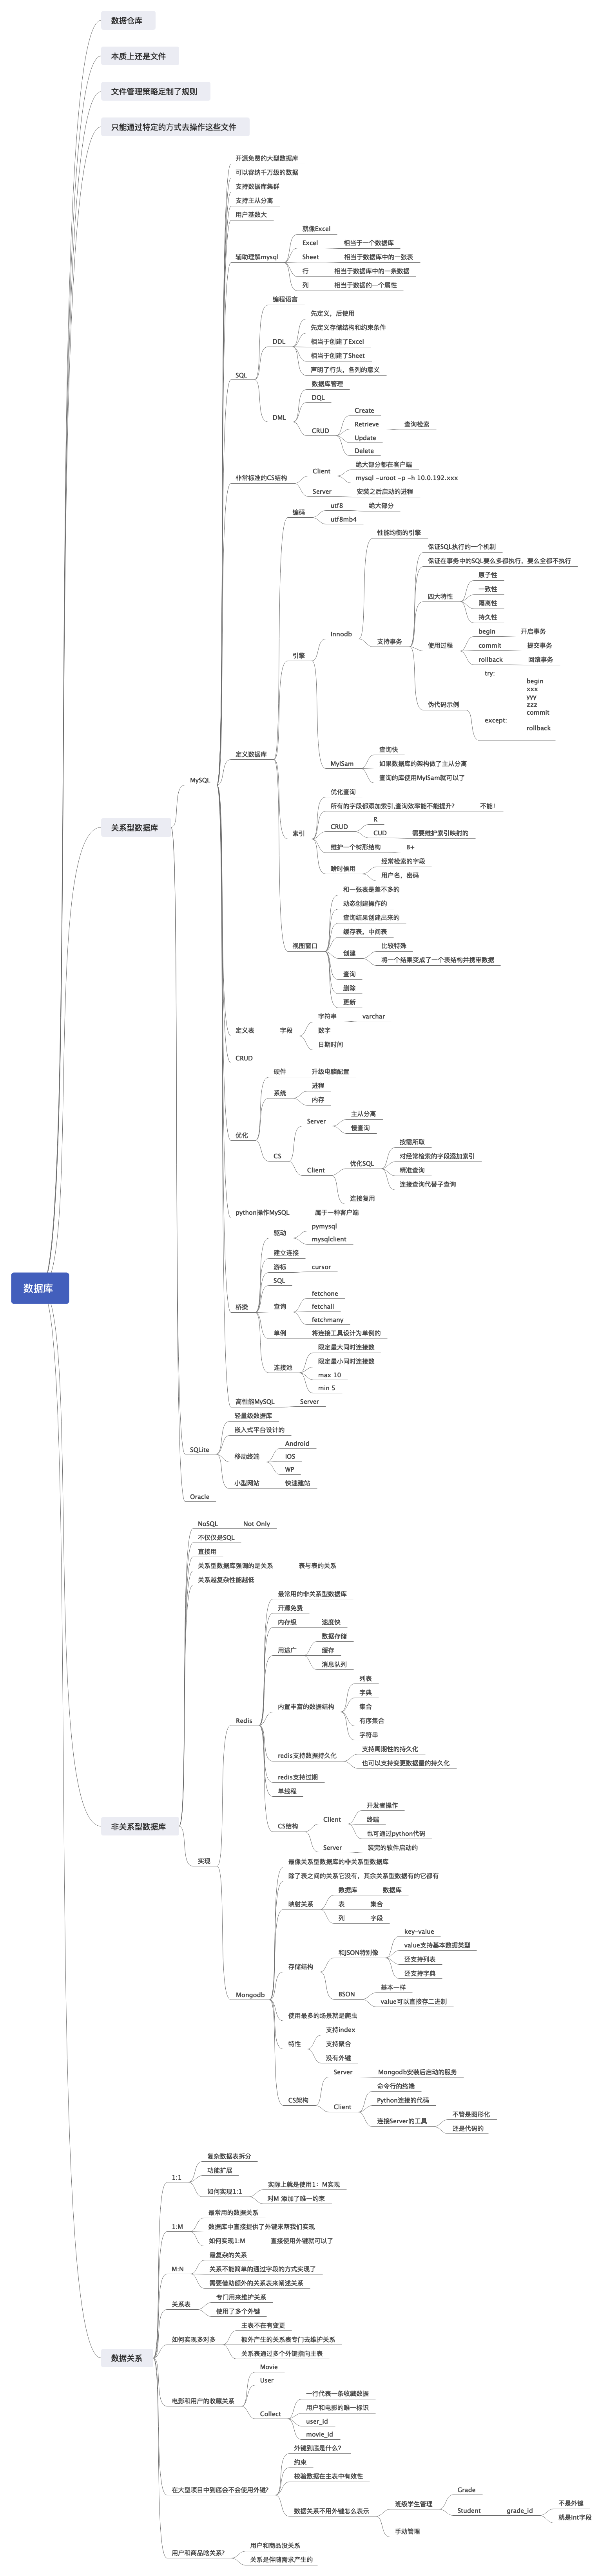 数据仓库
本质上还是文件
文件管理策略定制了规则
只能通过特定的方式去操作这些文件
开源免费的大型数据库
可以容纳千万级的数据
支持数据库集群
支持主从分离
用户基数大
就像Excel
Excel 相当于一个数据库
辅助理解mysql
Sheet 相当于数据库中的一张表
行 相当于数据库中的一条数据
列 相当于数据的一个属性
编程语言
先定义，后使用
先定义存储结构和约束条件
DDL
相当于创建了Excel
相当于创建了Sheet
声明了行头，各列的意义
SQL
数据库管理
DQL
DML
Create
Retrieve 查询检索
CRUD
Update
Delete
绝大部分都在客户端
Client
mysql -uroot -p -h 10.0.192.xxx
非常标准的CS结构
Server 安装之后启动的进程
utf8 绝大部分
编码
utf8mb4
性能均衡的引擎
保证SQL执行的一个机制
保证在事务中的SQL要么多都执行，要么全都不执行
原子性
一致性
四大特性
隔离性
持久性
Innodb
支持事务
begin 开启事务
使用过程
commit 提交事务
rollback 回滚事务
引擎
try:
begin
xxx
yyy
zzz
commit
伪代码示例
except:
rollback
查询快
MyISam
如果数据库的架构做了主从分离
查询的库使用MyISam就可以了
定义数据库
MySQL
优化查询
所有的字段都添加索引,查询效率能不能提升? 不能！
R
CRUD
索引
CUD 需要维护索引映射的
维护一个树形结构 B+
经常检索的字段
啥时候用
用户名，密码
和一张表是差不多的
动态创建操作的
查询结果创建出来的
缓存表，中间表
视图窗口
比较特殊
创建
将一个结果变成了一个表结构并携带数据
查询
删除
更新
关系型数据库
字符串 varchar
定义表 字段 数字
日期时间
CRUD
硬件 升级电脑配置
进程
系统
内存
优化
主从分离
Server
慢查询
CS
按需所取
优化SQL
对经常检索的字段添加索引
精准查询
Client
连接查询代替子查询
连接复用
python操作MySQL 属于一种客户端
pymysql
驱动
mysqlclient
建立连接
游标 cursor
SQL
数据库
fetchone
桥梁
查询 fetchall
fetchmany
单例 将连接工具设计为单例的
限定最大同时连接数
连接池
限定最小同时连接数
max 10
min 5
高性能MySQL Server
轻量级数据库
嵌入式平台设计的
SQLite
Android
移动终端 IOS
WP
小型网站 快速建站
Oracle
NoSQL Not Only
不仅仅是SQL
直接用
关系型数据库强调的是关系 表与表的关系
关系越复杂性能越低
最常用的非关系型数据库
开源免费
内存级 速度快
数据存储
用途广 缓存
消息队列
列表
字典
内置丰富的数据结构 集合
Redis
有序集合
字符串
支持周期性的持久化
redis支持数据持久化
也可以支持变更数据量的持久化
redis支持过期
单线程
开发者操作
Client 终端
CS结构
也可通过python代码
非关系型数据库
Server 装完的软件启动的
实现
最像关系型数据库的非关系型数据库
除了表之间的关系它没有，其余关系型数据有的它都有
数据库 数据库
映射关系 表 集合
列 字段
key-value
和JSON特别像
value支持基本数据类型
还支持列表
存储结构
还支持字典
基本一样
BSON
value可以直接存二进制
Mongodb
使用最多的场景就是爬虫
支持index
特性 支持聚合
没有外键
Server Mongodb安装后启动的服务
CS架构
命令行的终端
Client
Python连接的代码
不管是图形化
连接Server的工具
还是代码的
复杂数据表拆分
功能扩展
1:1
实际上就是使用1：M实现
如何实现1:1
对M 添加了唯一约束
最常用的数据关系
1:M 数据库中直接提供了外键来帮我们实现
如何实现1:M 直接使用外键就可以了
最复杂的关系
M:N 关系不能简单的通过字段的方式实现了
需要借助额外的关系表来阐述关系
专门用来维护关系
关系表
使用了多个外键
主表不在有变更
如何实现多对多 额外产生的关系表专门去维护关系
关系表通过多个外键指向主表
数据关系
Movie
User
电影和用户的收藏关系
一行代表一条收藏数据
用户和电影的唯一标识
Collect
user_id
movie_id
外键到底是什么?
约束
校验数据在主表中有效性
在大型项目中到底会不会使用外键?
Grade
班级学生管理
不是外键
Student grade_id
就是int字段
数据关系不用外键怎么表示
手动管理
用户和商品没关系
用户和商品啥关系?
关系是伴随需求产生的